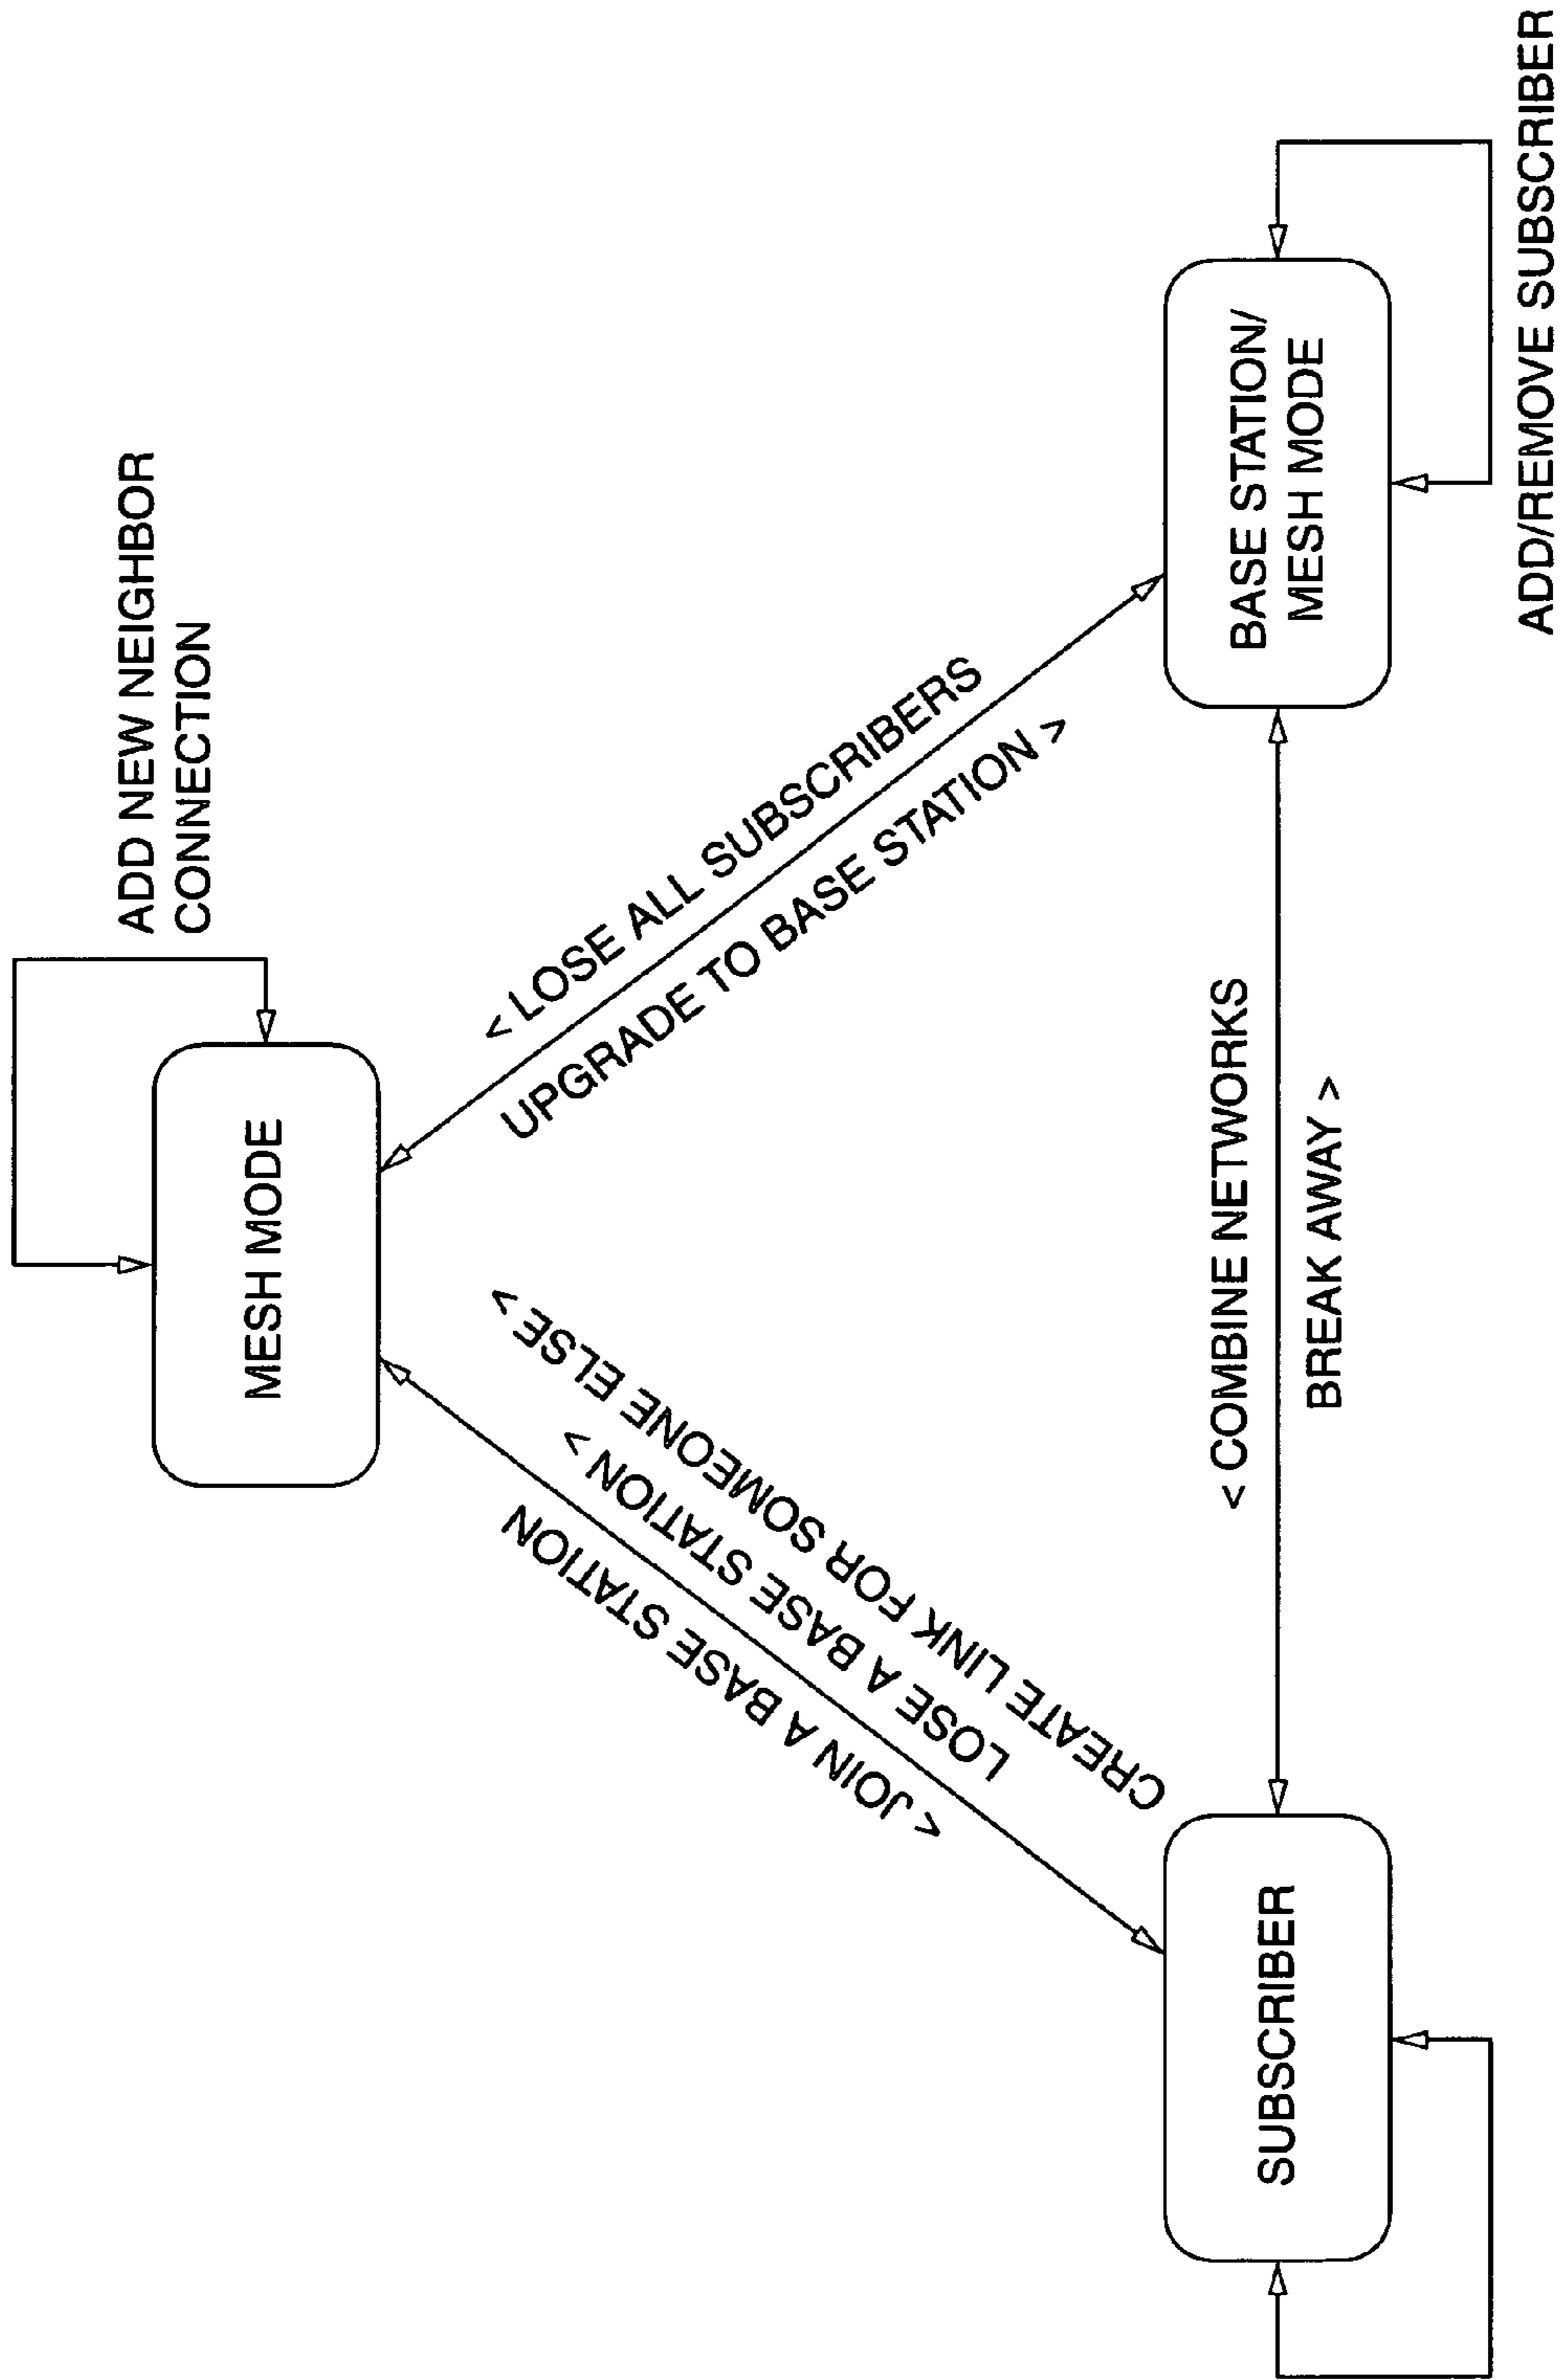 ADD NEW NEIGHBOR
CONNECTION
MESH MODE
< JOIN A BASE STATION
LOSE A BASE STATION >
CREATE LINK FOR SOMEONE ELSE >
< LOSE ALL SUBSCRIBERS
UPGRADE TO BASE STATION >
SUBSCRIBER
< COMBINE NETWORKS
BREAK AWAY >
BASE STATION/
MESH MODE
ADD/REMOVE SUBSCRIBER